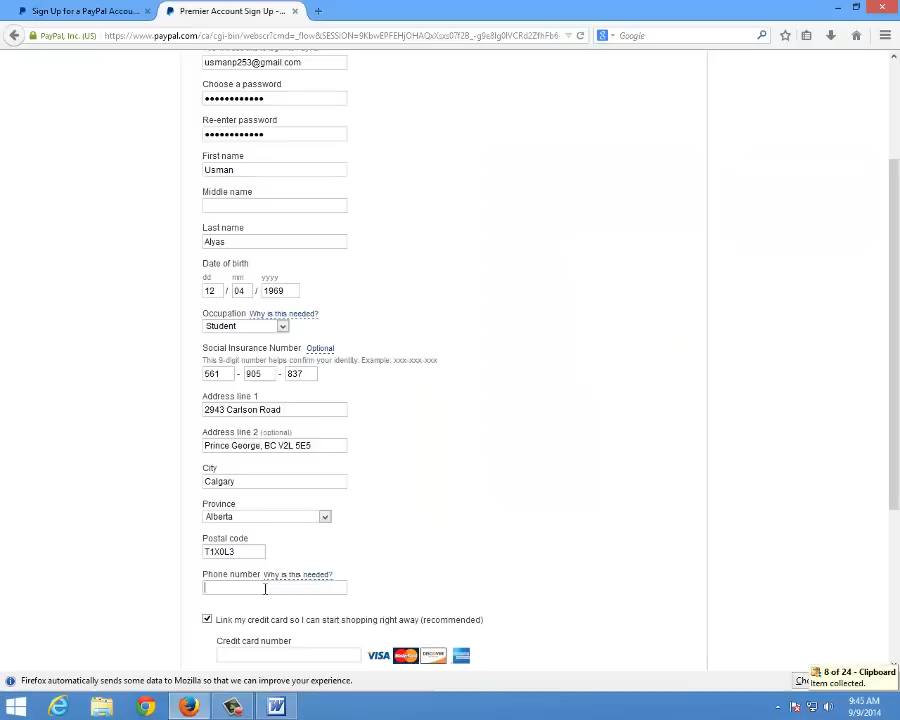 Sign Up for a PayPal Accou...
Premier Account Sign Up -...
PayPal, Inc. (US)
Google
usmanp253@gmail.com
Choose a password
Re-enter password
First name
Usman
Middle name
Last name
Alyas
Date of birth
dd mm yyyy
12 / 04 / 1969
Occupation Why is this needed?
Student
Social Insurance Number Optional
This 9-digit number helps confirm your identity. Example: xxx-xxx-xxx
561 - 905 - 837
Address line 1
2943 Carlson Road
Address line 2 (optional)
Prince George, BC V2L 5E5
City
Calgary
Province
Alberta
Postal code
T1X0L3
Phone number Why is this needed?
Link my credit card so I can start shopping right away (recommended)
Credit card number
VISA MasterCard DISCOVER
Firefox automatically sends some data to Mozilla so that we can improve your experience.
8 of 24 - Clipboard
Item collected.
9:45 AM
9/9/2014